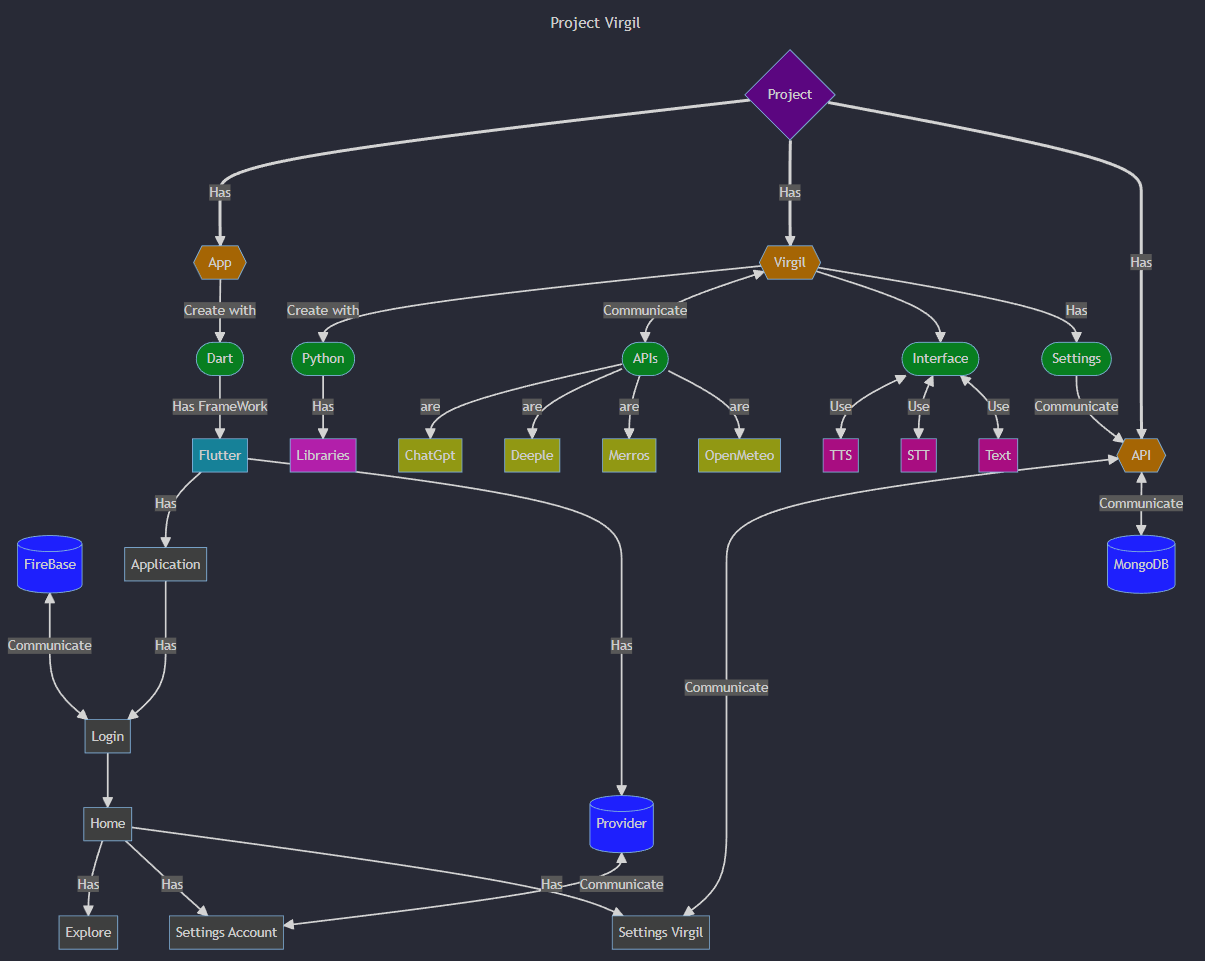 Project Virgil
Project
Has
Has
Has
App
Virgil
Create with
Create with
Communicate
Has
Dart
Python
APIs
Interface
Settings
Has FrameWork
Has
are
are
are
are
Use
Use
Use
Communicate
Flutter
Libraries
ChatGpt
Deeple
Merros
OpenMeteo
TTS
STT
Text
API
Has
Communicate
FireBase
Application
MongoDB
Communicate
Has
Has
Communicate
Login
Home
Provider
Has
Has
Has
Communicate
Explore
Settings Account
Settings Virgil